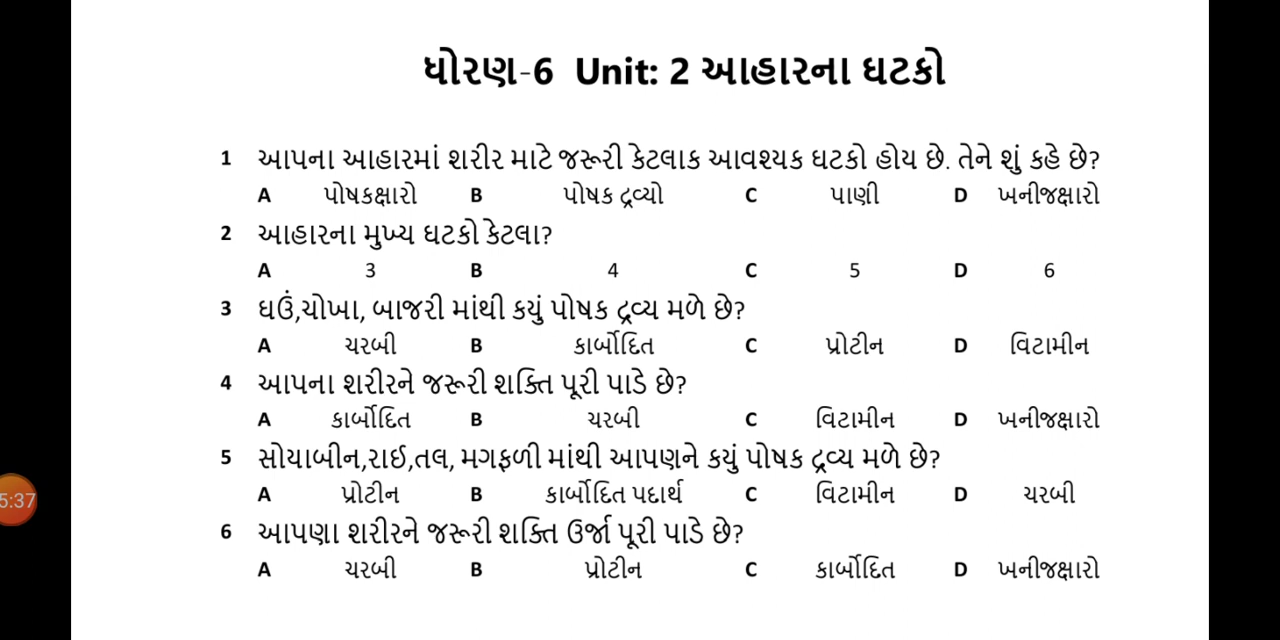 ધોરણ-6 Unit: 2 આહારના ઘટકો
1 આપના આહારમાં શરીર માટે જરૂરી કેટલાક આવશ્યક ઘટકો હોય છે. તેને શું કહે છે?
A પોષકક્ષારો B પોષક દ્રવ્યો C પાણી D ખનીજક્ષારો
2 આહારના મુખ્ય ઘટકો કેટલા?
A 3 B 4 C 5 D 6
3 ઘઉં,ચોખા, બાજરી માંથી કયું પોષક દ્રવ્ય મળે છે?
A ચરબી B કાર્બોદિત C પ્રોટીન D વિટામીન
4 આપના શરીરને જરૂરી શક્તિ પૂરી પાડે છે?
A કાર્બોદિત B ચરબી C વિટામીન D ખનીજક્ષારો
5 સોયાબીન,રાઈ,તલ, મગફળી માંથી આપણને કયું પોષક દ્રવ્ય મળે છે?
A પ્રોટીન B કાર્બોદિત પદાર્થ C વિટામીન D ચરબી
6 આપણા શરીરને જરૂરી શક્તિ ઉર્જા પૂરી પાડે છે?
A ચરબી B પ્રોટીન C કાર્બોદિત D ખનીજક્ષારો
5:37